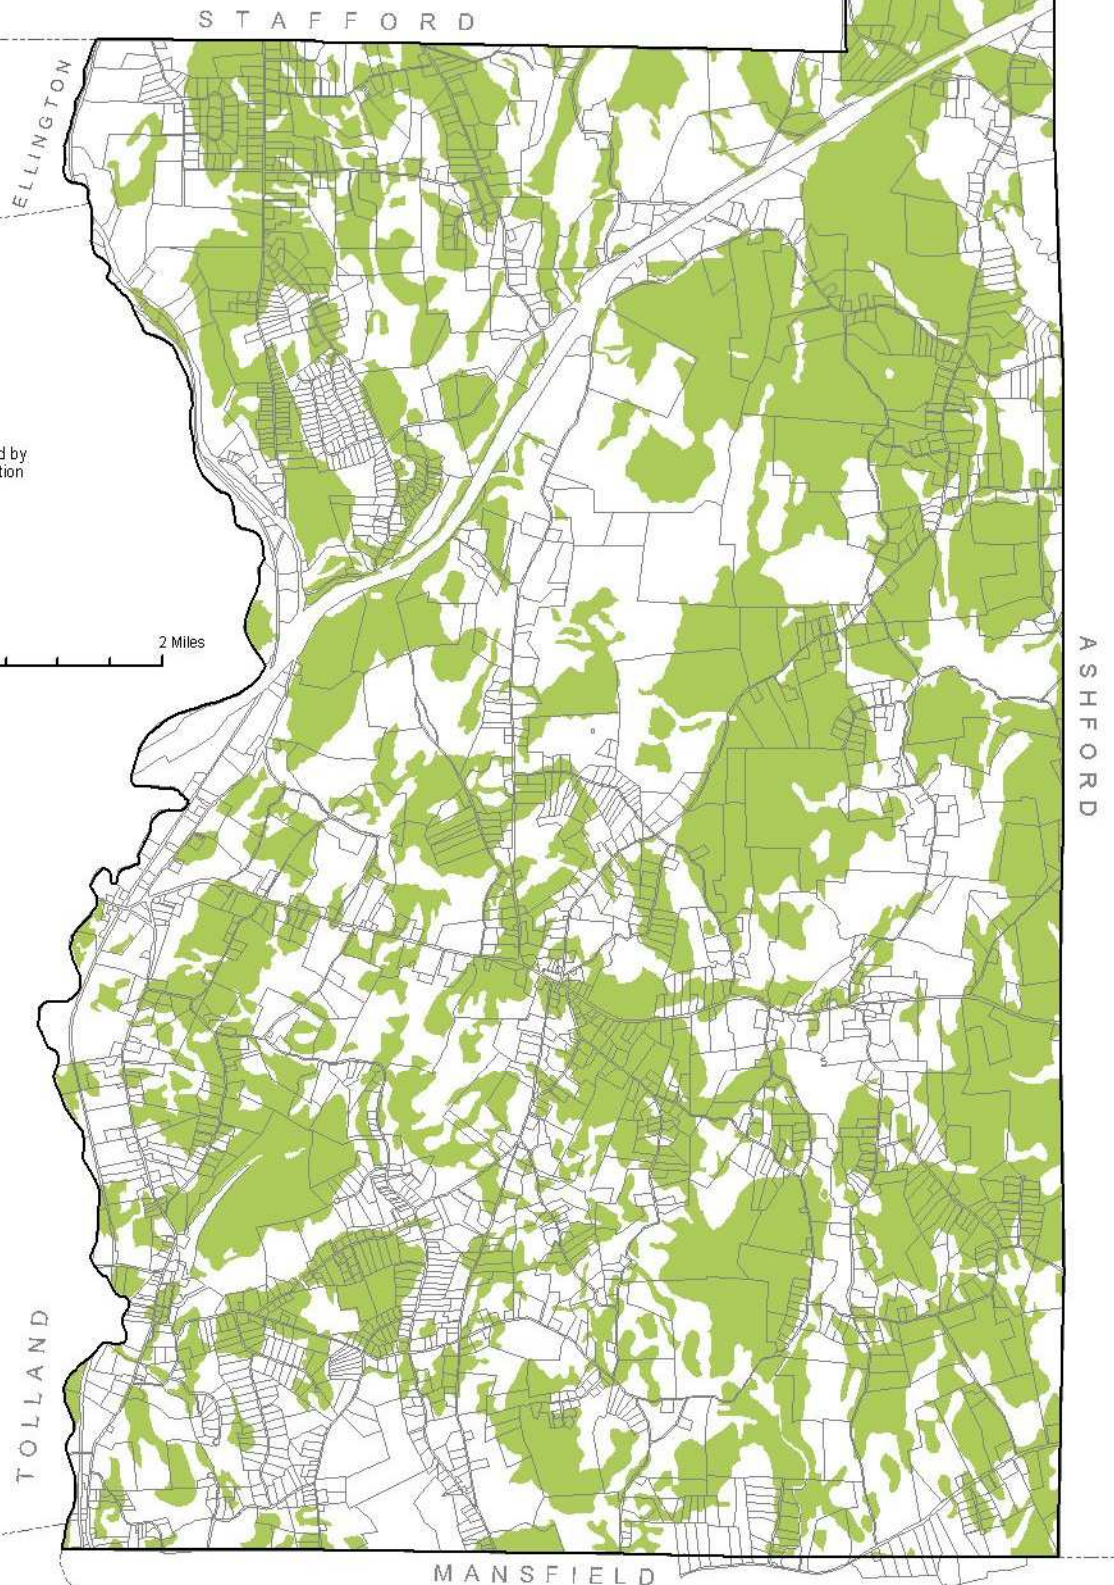 STAFFORD
ELLINGTON
d by
tion
2 Miles
ASHFORD
TOLLAND
MANSFIELD